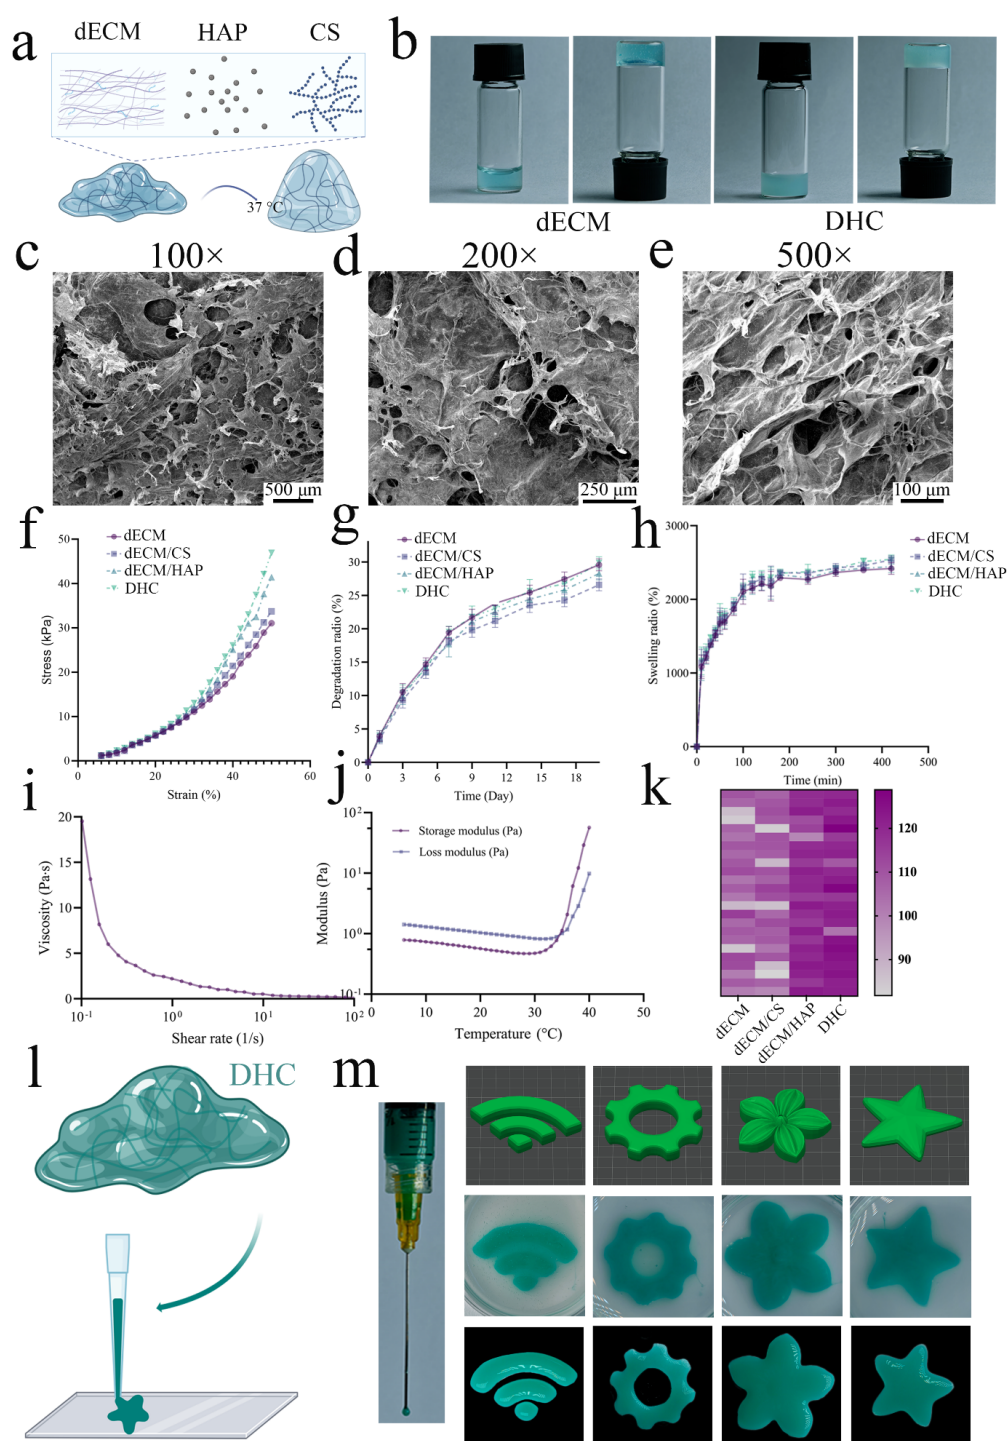 a
dECM HAP CS
37 °C
b
dECM DHC
c
100×
500 μm
d
200×
250 μm
e
500×
100 μm
f
dECM
dECM/CS
dECM/HAP
DHC
50
40
30
20
10
0
0 20 40 60
Stress (kPa)
Strain (%)
g
dECM
dECM/CS
dECM/HAP
DHC
30
25
20
15
10
5
0
0 3 6 9 12 15 18
Degradation radio (%)
Time (Day)
h
dECM
dECM/CS
dECM/HAP
DHC
3000
2000
1000
0
0 100 200 300 400 500
Swelling radio (%)
Time (min)
i
20
15
10
5
0
10-1 100 101 102
Viscosity (Pa·s)
Shear rate (1/s)
j
Storage modulus (Pa)
Loss modulus (Pa)
102
101
100
10-1
0 10 20 30 40 50
Modulus (Pa)
Temperature (°C)
k
120
110
100
90
dECM
dECM/CS
dECM/HAP
DHC
l
DHC
m